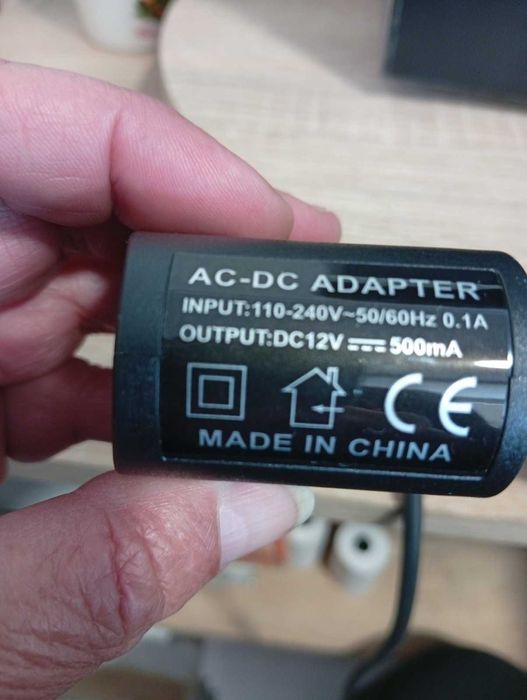 AC-DC ADAPTER
INPUT:110-240V~50/60Hz 0.1A
OUTPUT:DC12V ⎓ 500mA
CE
MADE IN CHINA